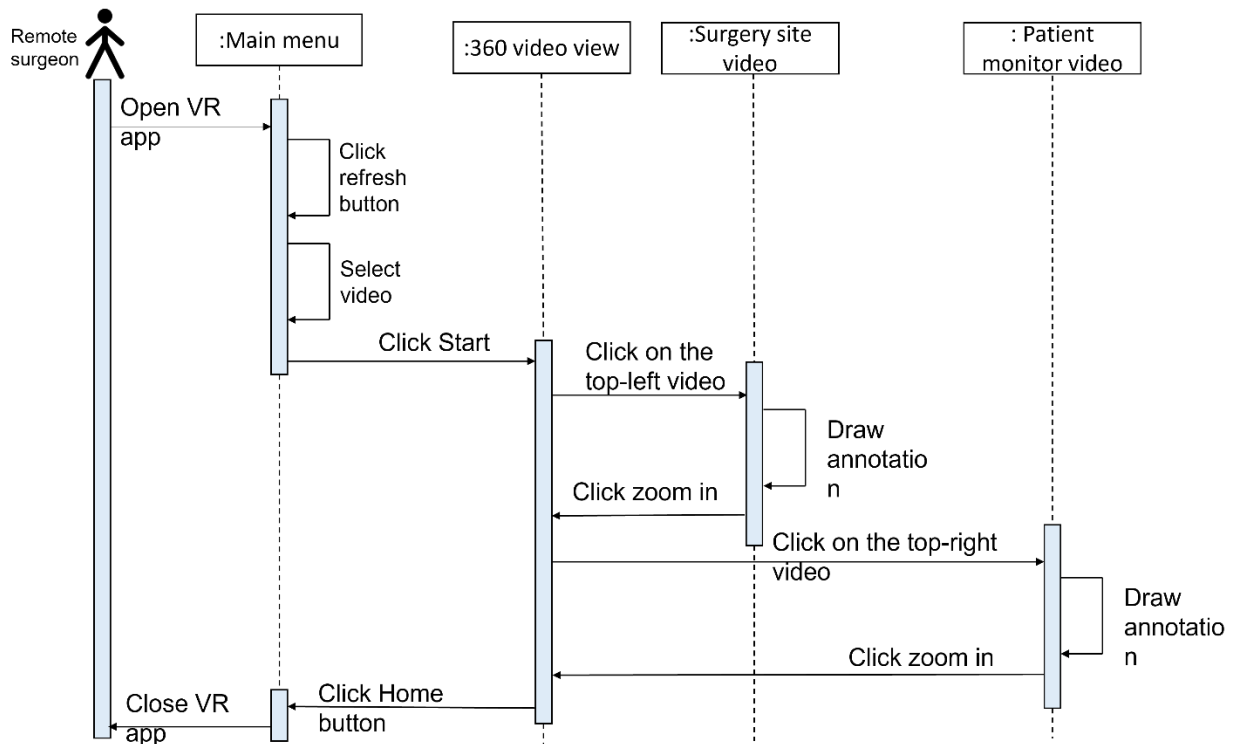 Remote
surgeon
:Main menu
:360 video view
:Surgery site
video
: Patient
monitor video
Open VR
app
Click
refresh
button
Select
video
Click Start
Click on the
top-left video
Draw
annotatio
n
Click zoom in
Click on the top-right
video
Draw
annotatio
n
Click zoom in
Click Home
button
Close VR
app